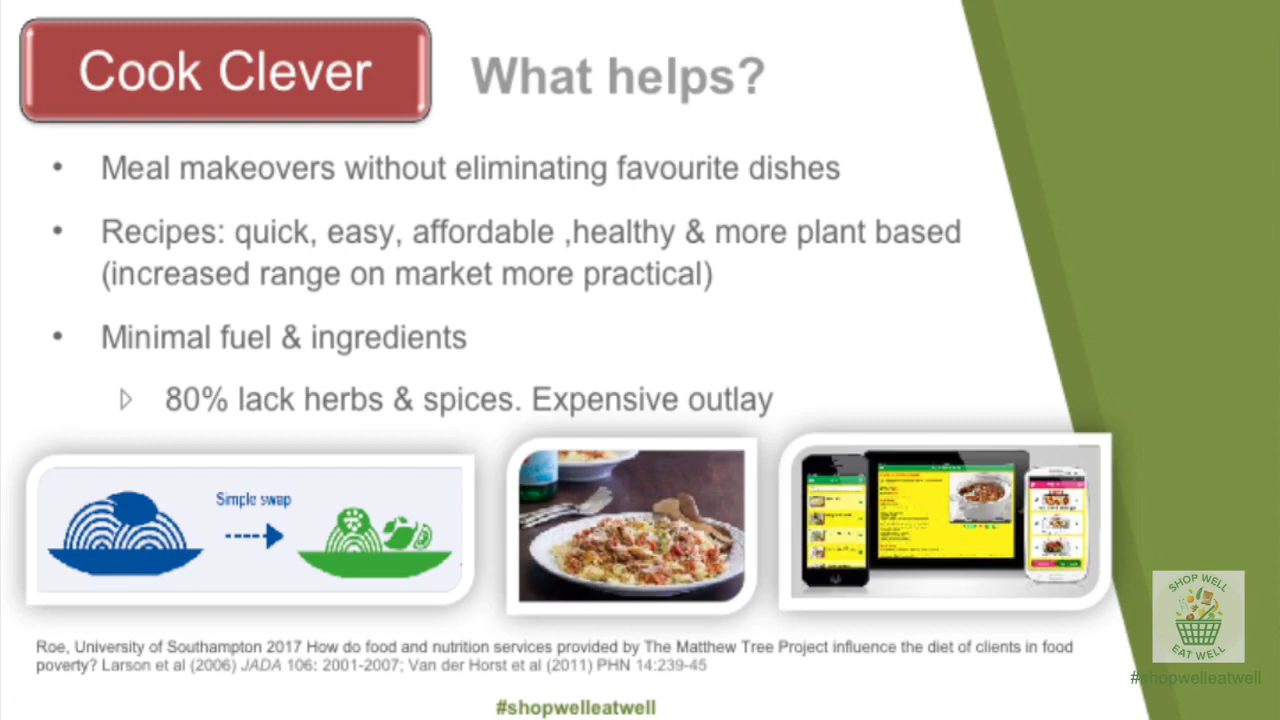 Cook Clever
What helps?
• Meal makeovers without eliminating favourite dishes
• Recipes: quick, easy, affordable ,healthy & more plant based
(increased range on market more practical)
• Minimal fuel & ingredients
▷ 80% lack herbs & spices. Expensive outlay
Simple swap
Roe, University of Southampton 2017 How do food and nutrition services provided by The Matthew Tree Project influence the diet of clients in food
poverty? Larson et al (2006) JADA 106: 2001-2007; Van der Horst et al (2011) PHN 14:239-45
SHOP WELL
EAT WELL
#shopwelleatwell
#shopwelleatwell